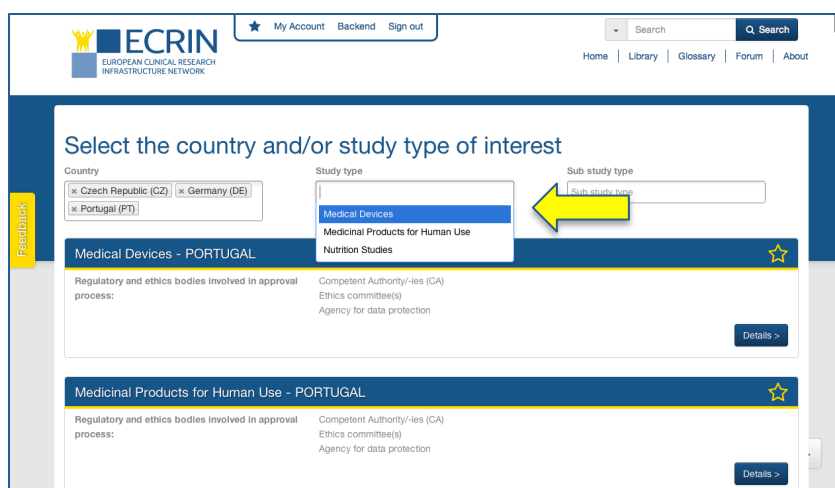 ECRIN
EUROPEAN CLINICAL RESEARCH
INFRASTRUCTURE NETWORK
My Account Backend Sign out
Search
Search
Home Library Glossary Forum About
Select the country and/or study type of interest
Country
Study type
Sub study type
× Czech Republic (CZ) × Germany (DE)
× Portugal (PT)
Sub study type
Medical Devices
Medicinal Products for Human Use
Nutrition Studies
Feedback
Medical Devices - PORTUGAL
Regulatory and ethics bodies involved in approval
process:
Competent Authority/-ies (CA)
Ethics committee(s)
Agency for data protection
Details >
Medicinal Products for Human Use - PORTUGAL
Regulatory and ethics bodies involved in approval
process:
Competent Authority/-ies (CA)
Ethics committee(s)
Agency for data protection
Details >